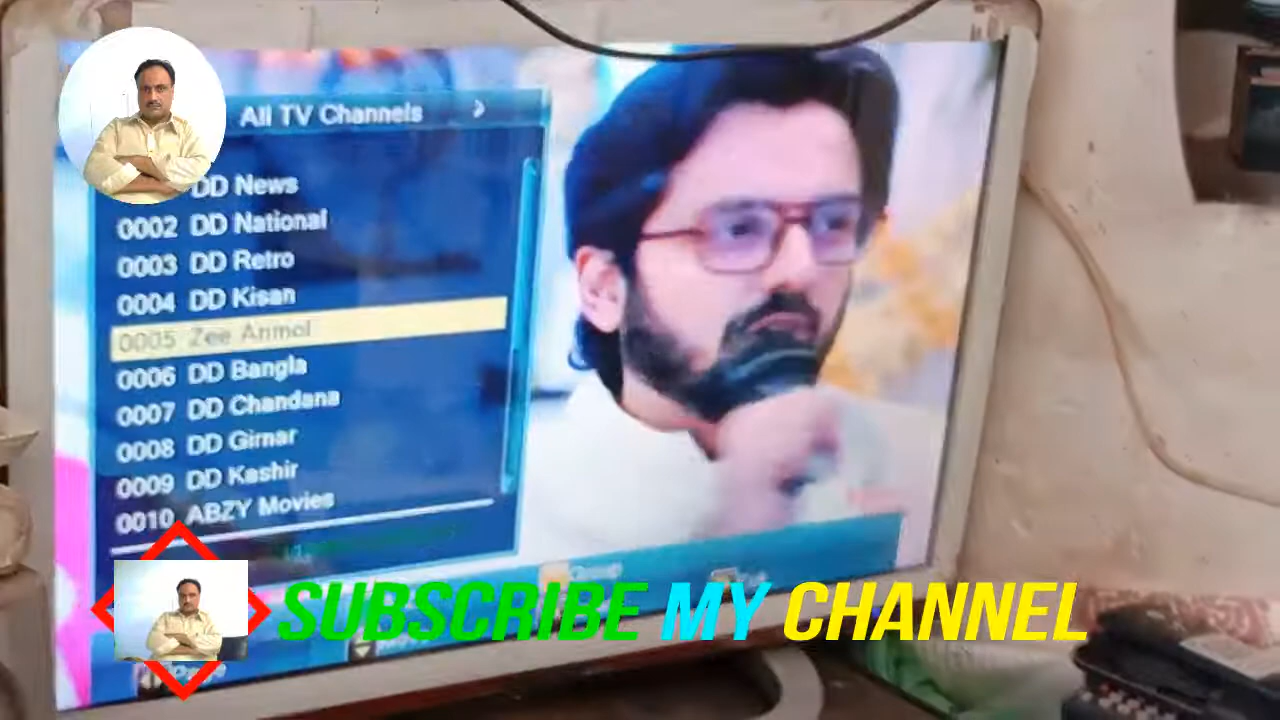 All TV Channels
DD News
0002 DD National
0003 DD Retro
0004 DD Kisan
0005 Zee Anmol
0006 DD Bangla
0007 DD Chandana
0008 DD Girnar
0009 DD Kashir
0010 ABZY Movies
SUBSCRIBE MY CHANNEL